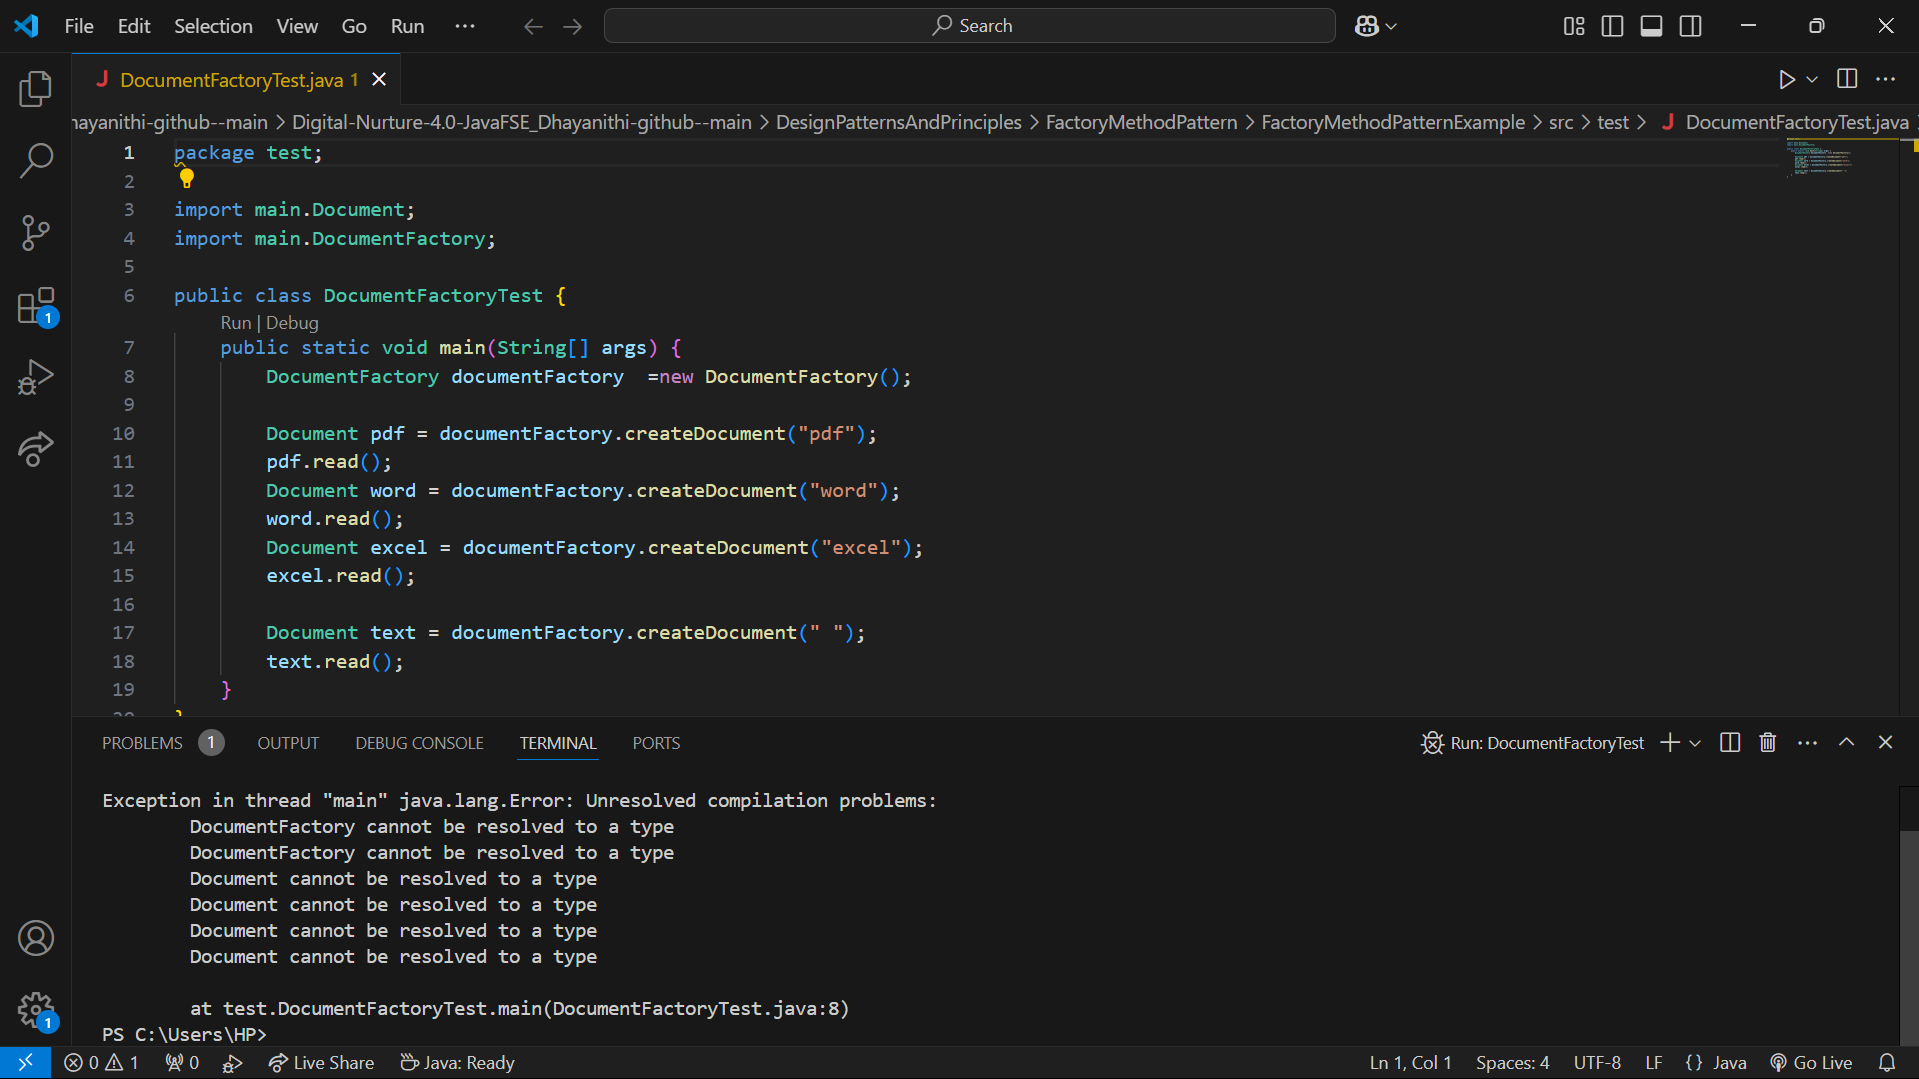 File Edit Selection View Go Run ··· Search
DocumentFactoryTest.java 1
hayanithi-github--main > Digital-Nurture-4.0-JavaFSE_Dhayanithi-github--main > DesignPatternsAndPrinciples > FactoryMethodPattern > FactoryMethodPatternExample > src > test > J DocumentFactoryTest.java
1 package test;
2
3 import main.Document;
4 import main.DocumentFactory;
5
6 public class DocumentFactoryTest {
Run | Debug
7 public static void main(String[] args) {
8 DocumentFactory documentFactory  =new DocumentFactory();
9
10 Document pdf = documentFactory.createDocument("pdf");
11 pdf.read();
12 Document word = documentFactory.createDocument("word");
13 word.read();
14 Document excel = documentFactory.createDocument("excel");
15 excel.read();
16
17 Document text = documentFactory.createDocument(" ");
18 text.read();
19 }
20 }
1
PROBLEMS 1 OUTPUT DEBUG CONSOLE TERMINAL PORTS Run: DocumentFactoryTest
Exception in thread "main" java.lang.Error: Unresolved compilation problems:
DocumentFactory cannot be resolved to a type
DocumentFactory cannot be resolved to a type
Document cannot be resolved to a type
Document cannot be resolved to a type
Document cannot be resolved to a type
Document cannot be resolved to a type
at test.DocumentFactoryTest.main(DocumentFactoryTest.java:8)
PS C:\Users\HP>
1
0 1 0 Live Share Java: Ready Ln 1, Col 1 Spaces: 4 UTF-8 LF {} Java Go Live